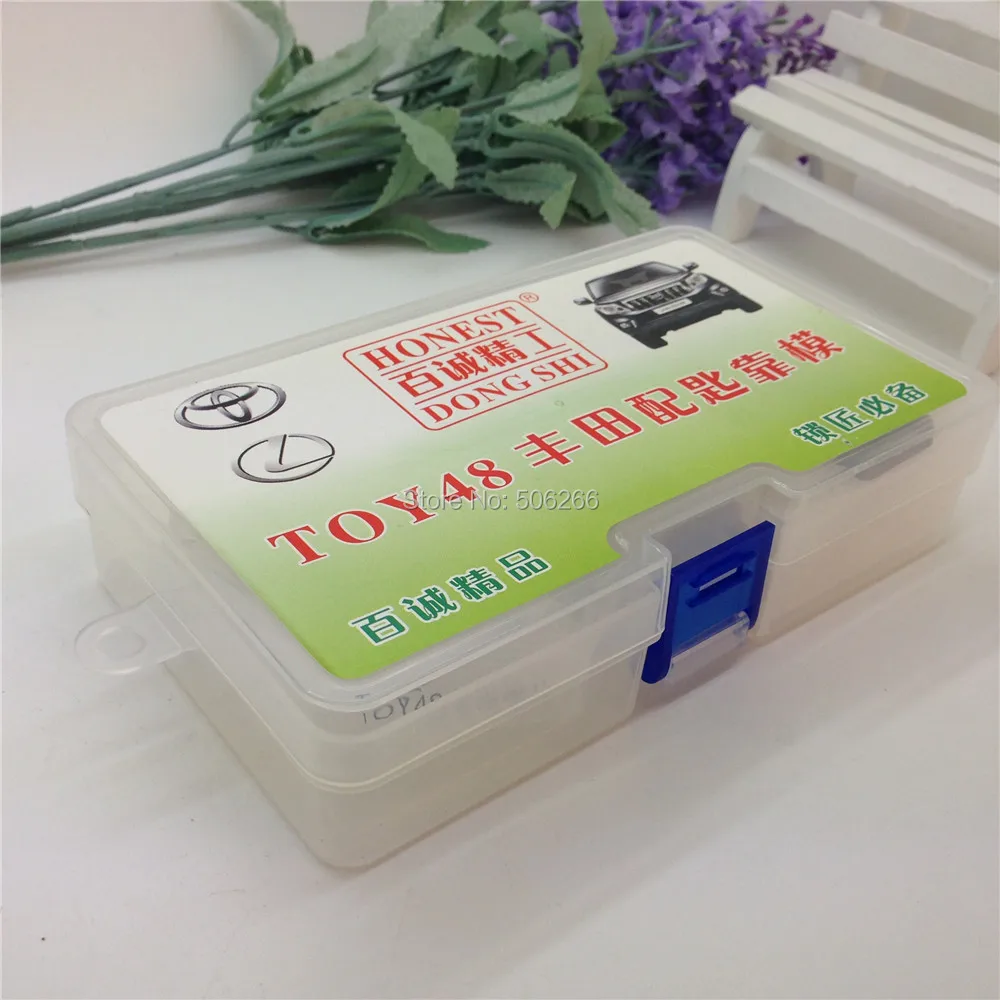 HONEST®
百诚精工
DONG SHI
TOY48 丰田配匙靠模
锁匠必备
Store No: 506266
百诚精品
TOY48